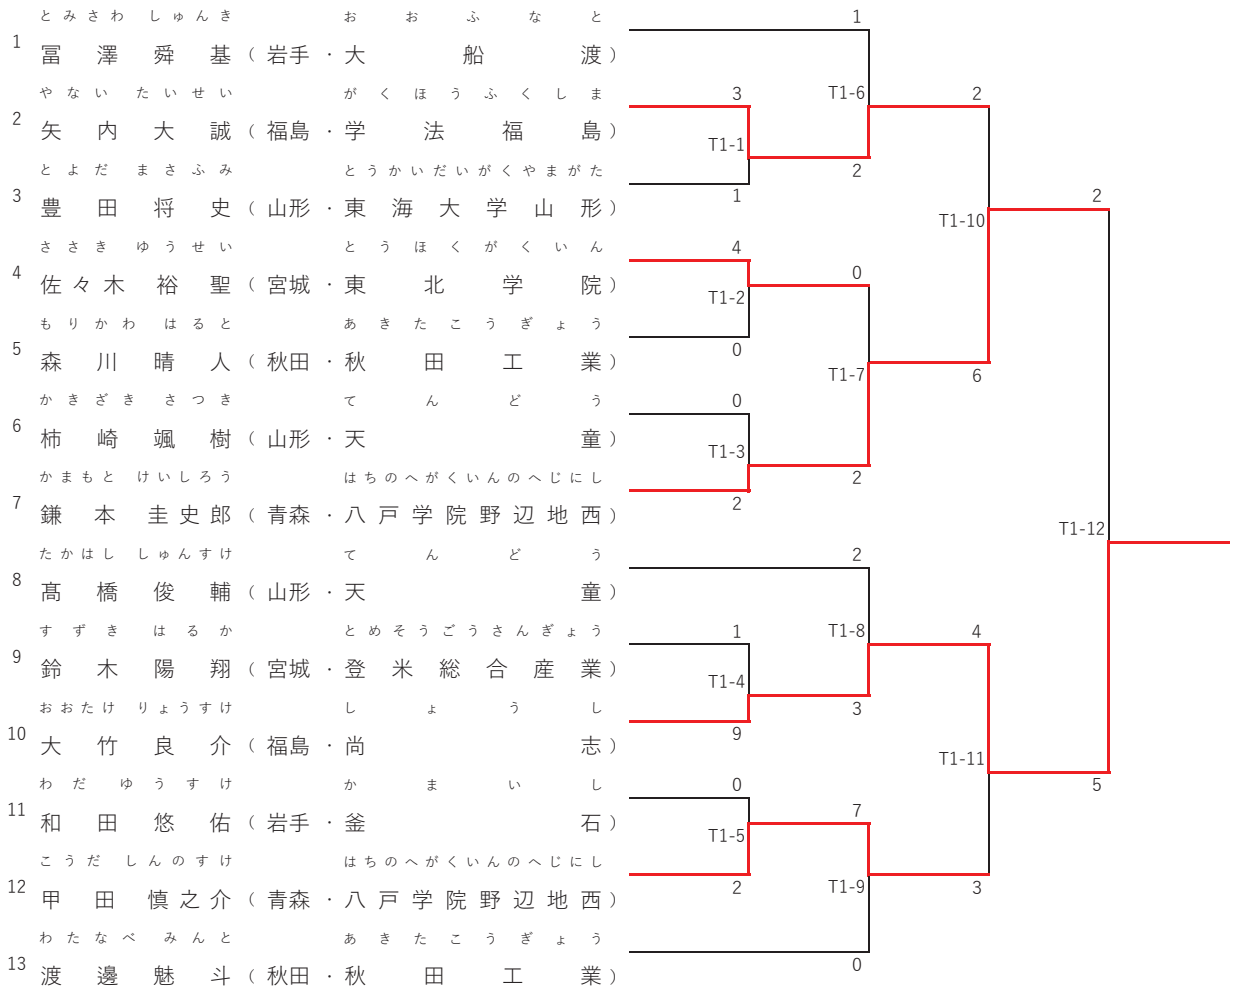 とみさわ しゅんき おおふなと
1 冨澤舜基（岩手・大船渡）
やない たいせい がくほうふくしま
2 矢内大誠（福島・学法福島）
とよだ まさふみ とうかいだいがくやまがた
3 豊田将史（山形・東海大学山形）
ささき ゆうせい とうほくがくいん
4 佐々木裕聖（宮城・東北学院）
もりかわ はると あきたこうぎょう
5 森川晴人（秋田・秋田工業）
かきざき さつき てんどう
6 柿崎颯樹（山形・天童）
かまもと けいしろう はちのへがくいんのへじにし
7 鎌本圭史郎（青森・八戸学院野辺地西）
たかはし しゅんすけ てんどう
8 髙橋俊輔（山形・天童）
すずき はるか とめそうごうさんぎょう
9 鈴木陽翔（宮城・登米総合産業）
おおたけ りょうすけ しょうし
10 大竹良介（福島・尚志）
わだ ゆうすけ かまいし
11 和田悠佑（岩手・釜石）
こうだ しんのすけ はちのへがくいんのへじにし
12 甲田慎之介（青森・八戸学院野辺地西）
わたなべ みんと あきたこうぎょう
13 渡邊魅斗（秋田・秋田工業）
3
T1-1
1
4
T1-2
0
0
T1-3
2
1
T1-4
9
0
T1-5
2
1
T1-6
2
0
T1-7
2
2
T1-8
3
7
T1-9
0
2
T1-10
6
4
T1-11
3
2
T1-12
5